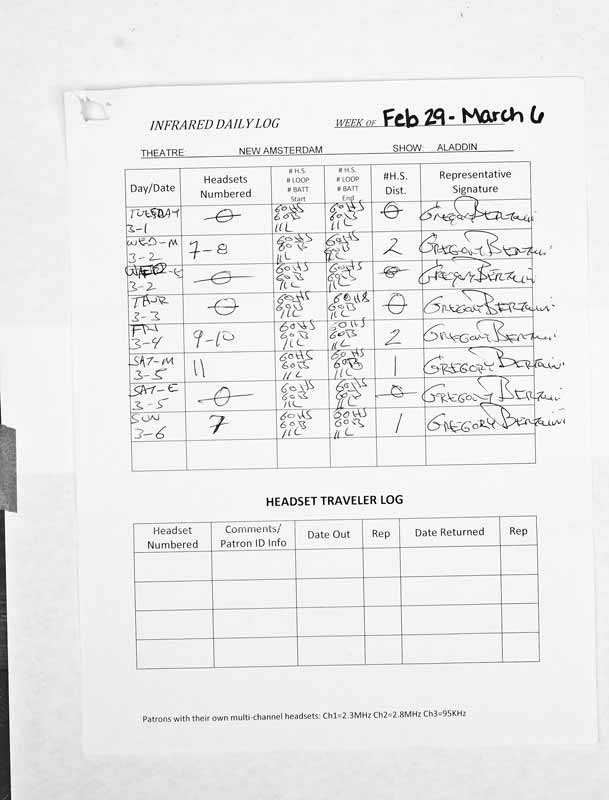 INFRARED DAILY LOG WEEK OF Feb 29 - March 6
THEATRE: NEW AMSTERDAM SHOW: ALADDIN
Day/Date Headsets Numbered # H.S. # LOOP # BATT Start # H.S. # LOOP # BATT End #H.S. Dist. Representative Signature
TUESDAY 3-1 0 60HS 60B 11L 60HS 60B 11L 0 GREGORY BERTOLINI
WED-M 3-2 7-8 60HS 60B 11L 60HS 60B 11L 2 GREGORY BERTOLINI
WED-E 3-2 0 60HS 60B 11L 60HS 60B 11L 0 GREGORY BERTOLINI
THUR 3-3 0 60HS 60B 11L 60HS 60B 11L 0 GREGORY BERTOLINI
FRI 3-4 9-10 60HS 60B 11L 60HS 60B 11L 2 GREGORY BERTOLINI
SAT-M 3-5 11 60HS 60B 11L 60HS 60B 11L 1 GREGORY BERTOLINI
SAT-E 3-5 0 60HS 60B 11L 60HS 60B 11L 0 GREGORY BERTOLINI
SUN 3-6 7 60HS 60B 11L 60HS 60B 11L 1 GREGORY BERTOLINI
HEADSET TRAVELER LOG
Headset Numbered Comments/ Patron ID Info Date Out Rep Date Returned Rep
Patrons with their own multi-channel headsets: Ch1=2.3MHz Ch2=2.8MHz Ch3=95KHz